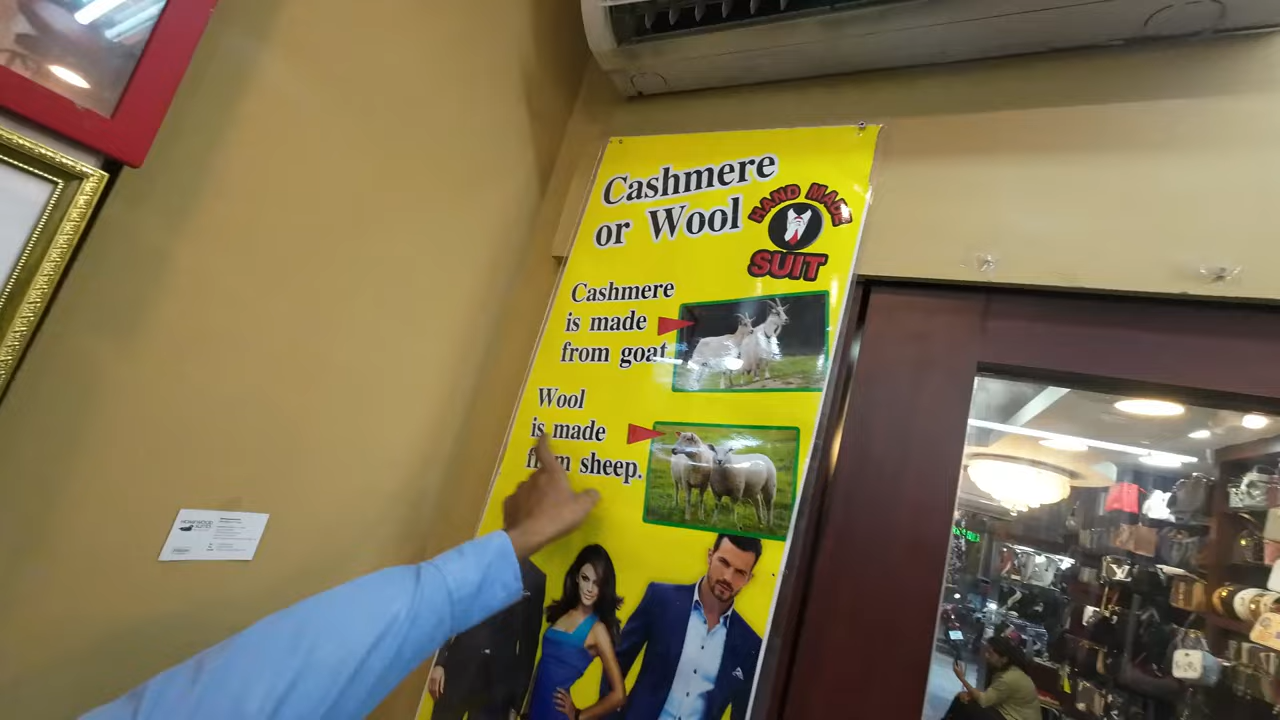 Cashmere
or Wool
HAND MADE
SUIT
Cashmere
is made
from goat
Wool
is made
from sheep.